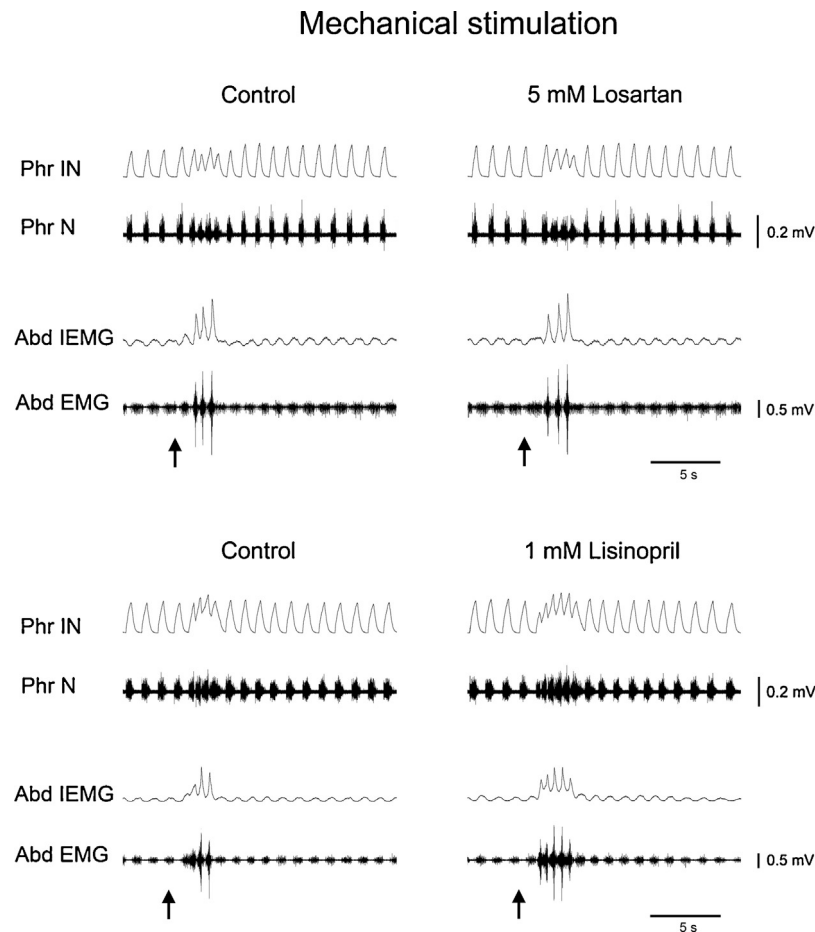 Mechanical stimulation
Control
5 mM Losartan
Phr IN
Phr N
0.2 mV
Abd IEMG
Abd EMG
0.5 mV
5 s
Control
1 mM Lisinopril
Phr IN
Phr N
0.2 mV
Abd IEMG
Abd EMG
0.5 mV
5 s